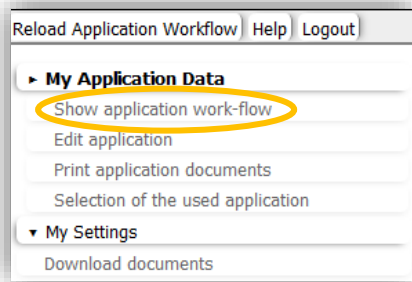 Reload Application Workflow Help Logout
▸ My Application Data
Show application work-flow
Edit application
Print application documents
Selection of the used application
▾ My Settings
Download documents